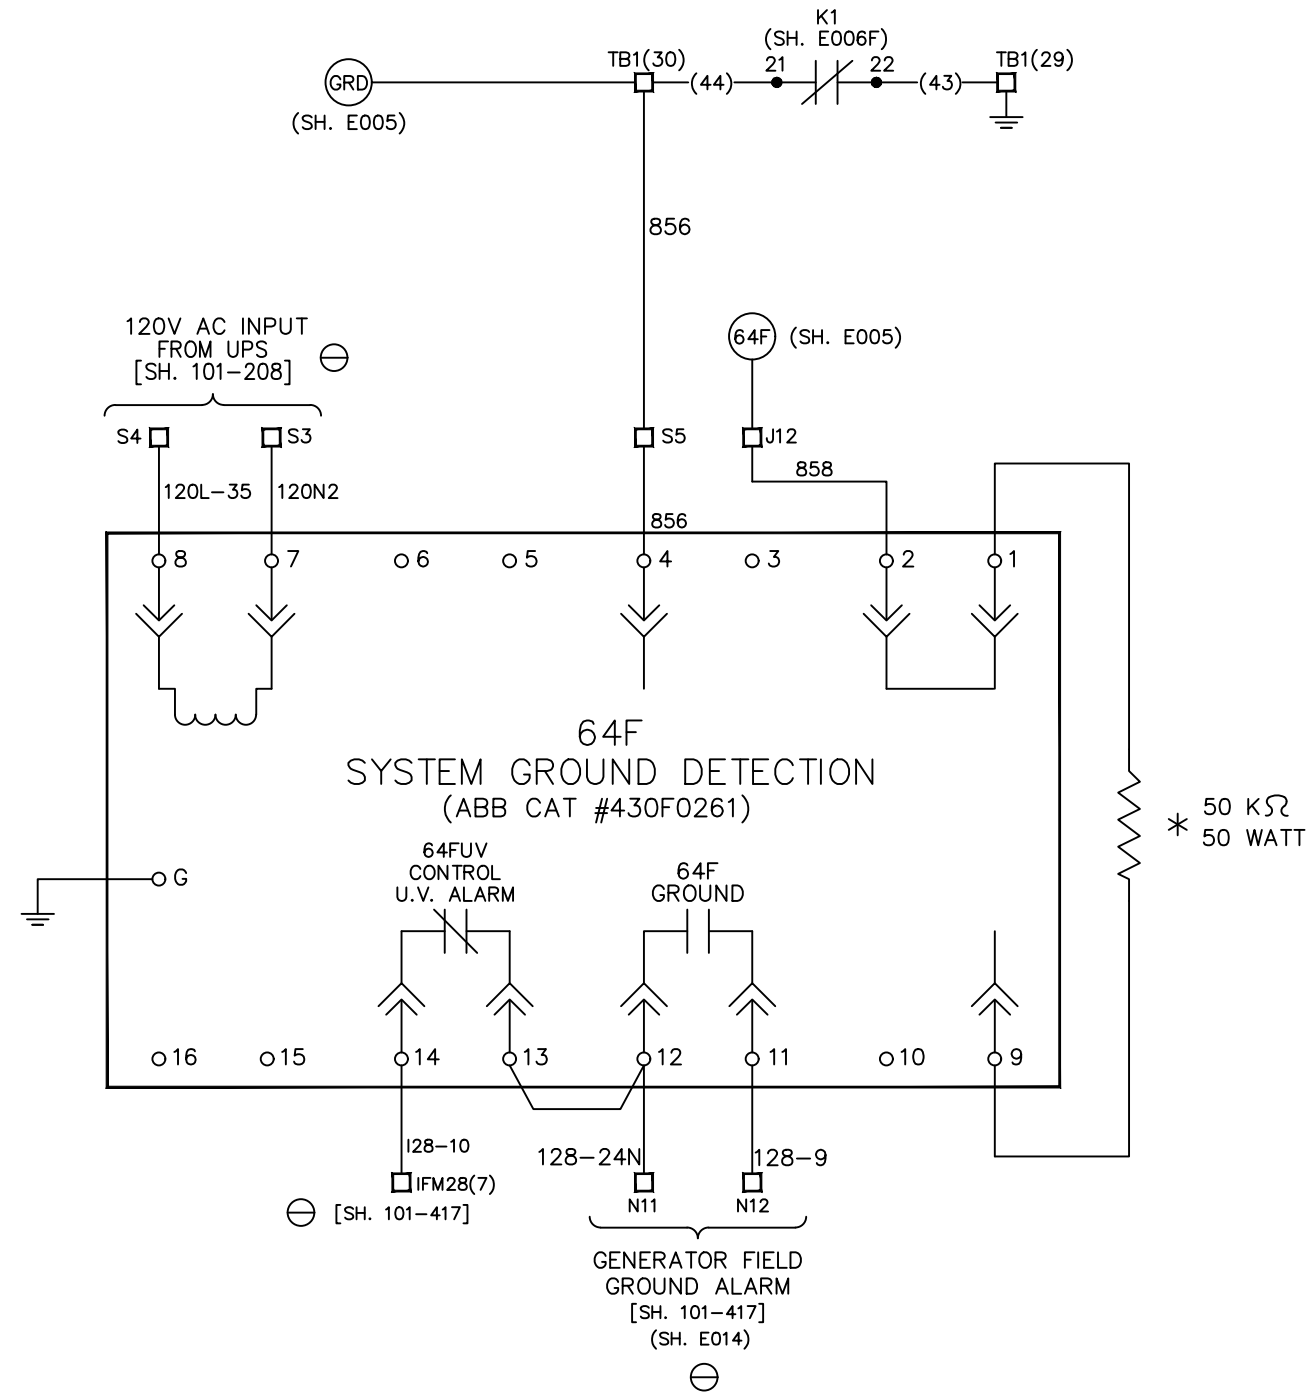 K1
(SH. E006F)
TB1(30)
21
22
TB1(29)
GRD
(44)
(43)
(SH. E005)
856
120V AC INPUT
FROM UPS
[SH. 101-208]
64F
(SH. E005)
S4
S3
S5
J12
858
120L-35
120N2
856
8
7
6
5
4
3
2
1
64F
SYSTEM GROUND DETECTION
(ABB CAT #430F0261)
* 50 KΩ
50 WATT
64FUV
CONTROL
U.V. ALARM
64F
GROUND
G
16
15
14
13
12
11
10
9
I28-10
128-24N
128-9
IFM28(7)
[SH. 101-417]
N11
N12
GENERATOR FIELD
GROUND ALARM
[SH. 101-417]
(SH. E014)